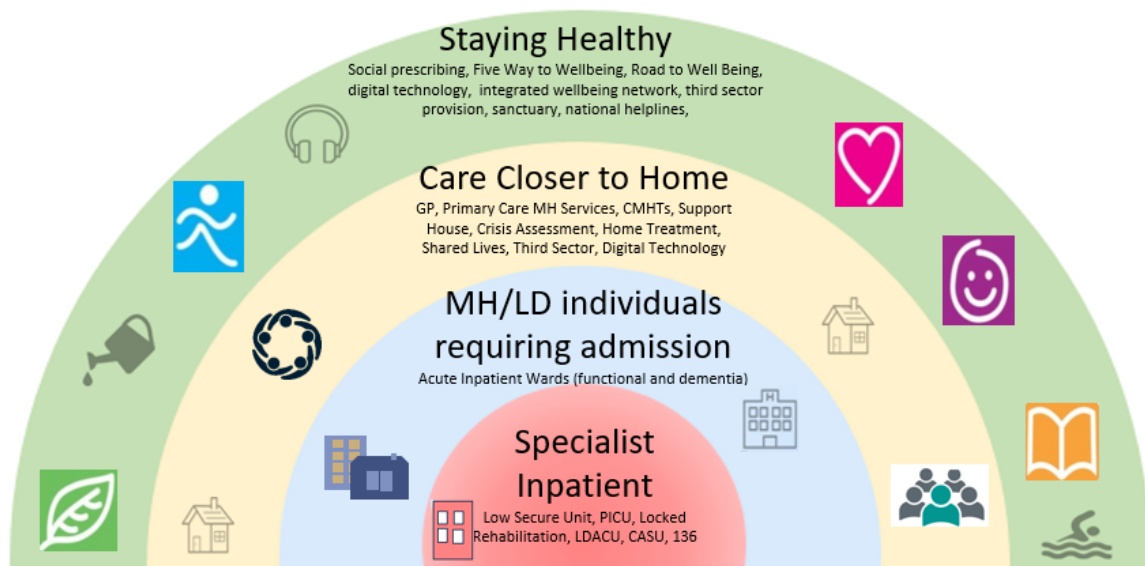 Staying Healthy
Social prescribing, Five Way to Wellbeing, Road to Well Being,
digital technology, integrated wellbeing network, third sector
provision, sanctuary, national helplines,
Care Closer to Home
GP, Primary Care MH Services, CMHTs, Support
House, Crisis Assessment, Home Treatment,
Shared Lives, Third Sector, Digital Technology
MH/LD individuals
requiring admission
Acute Inpatient Wards (functional and dementia)
Specialist
Inpatient
Low Secure Unit, PICU, Locked
Rehabilitation, LDACU, CASU, 136